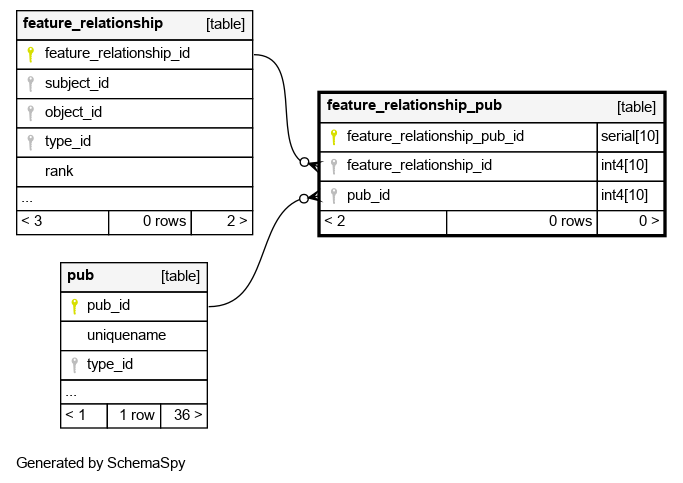 feature_relationship [table]
feature_relationship_id
subject_id
object_id
type_id
rank
...
< 3 0 rows 2 >
feature_relationship_pub [table]
feature_relationship_pub_id serial[10]
feature_relationship_id int4[10]
pub_id int4[10]
< 2 0 rows 0 >
pub [table]
pub_id
uniquename
type_id
...
< 1 1 row 36 >
Generated by SchemaSpy